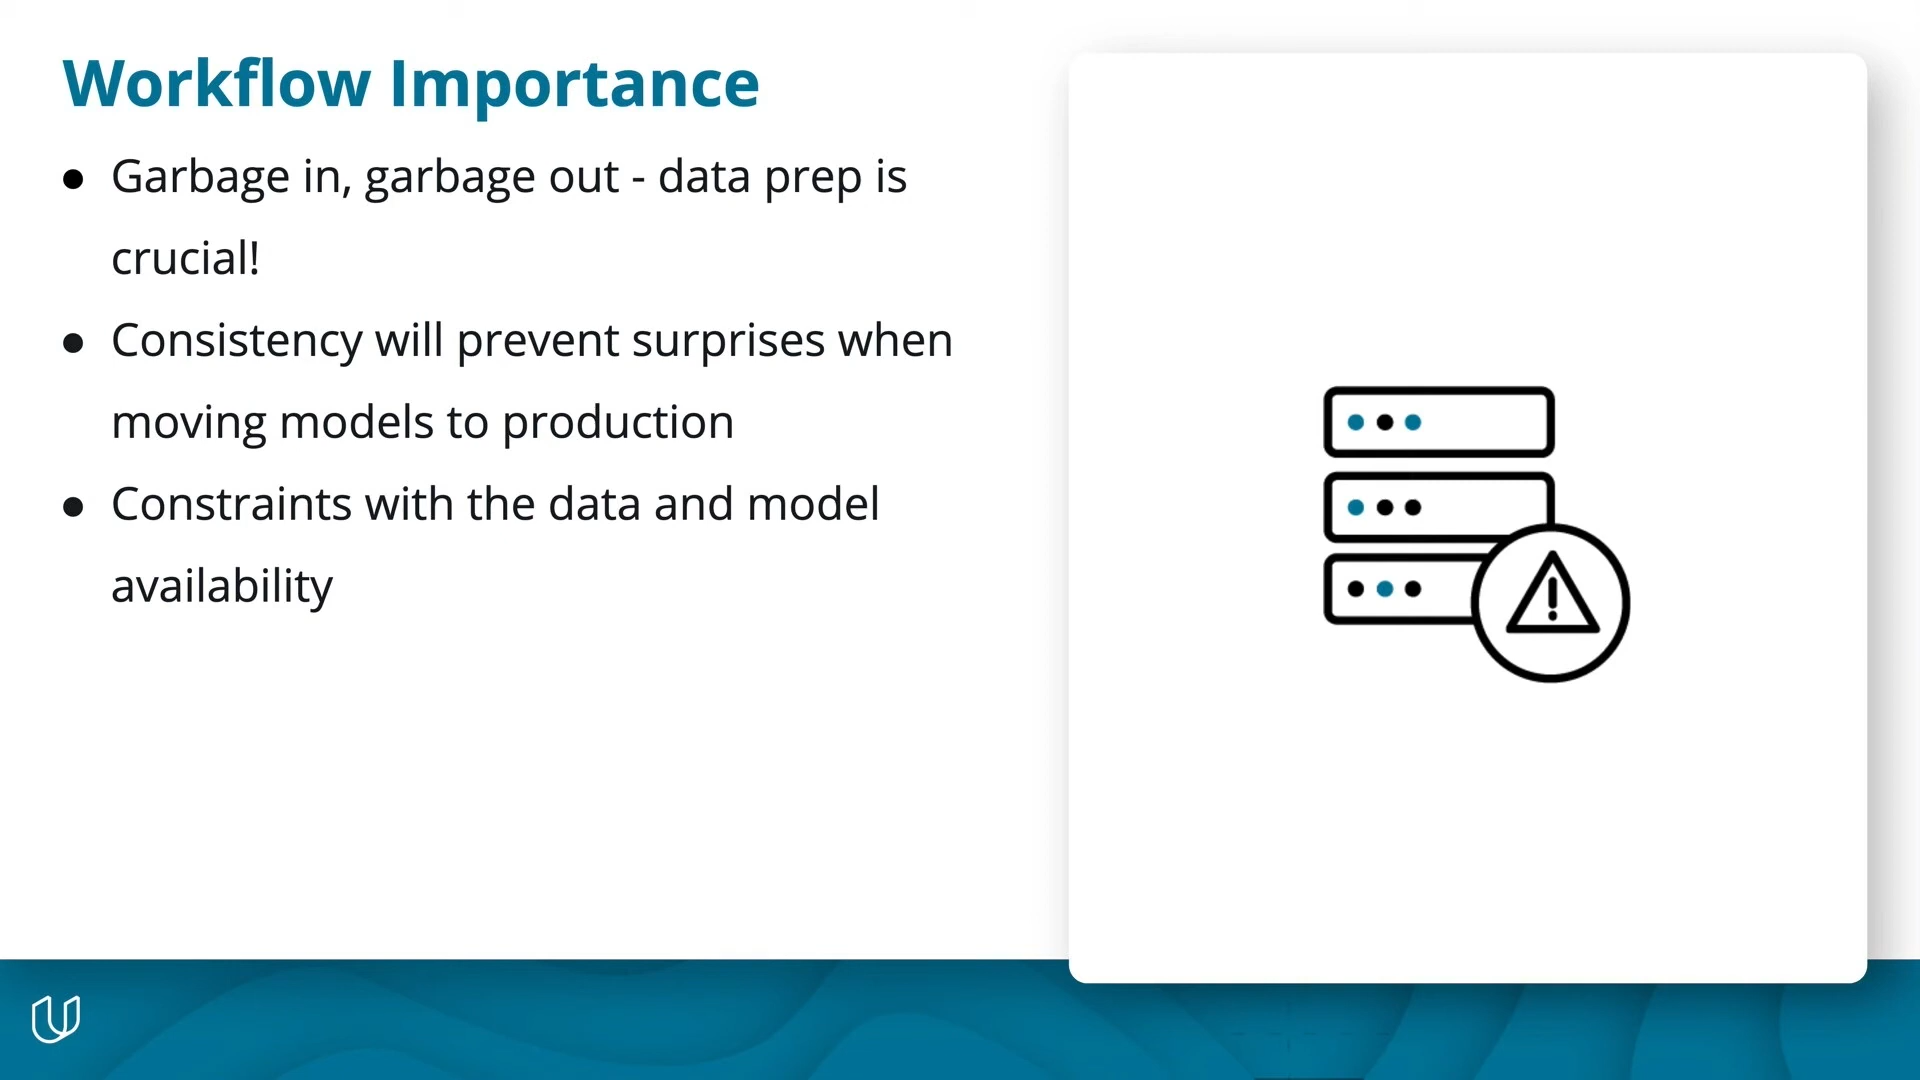 Workflow Importance
● Garbage in, garbage out - data prep is
crucial!
● Consistency will prevent surprises when
moving models to production
● Constraints with the data and model
availability